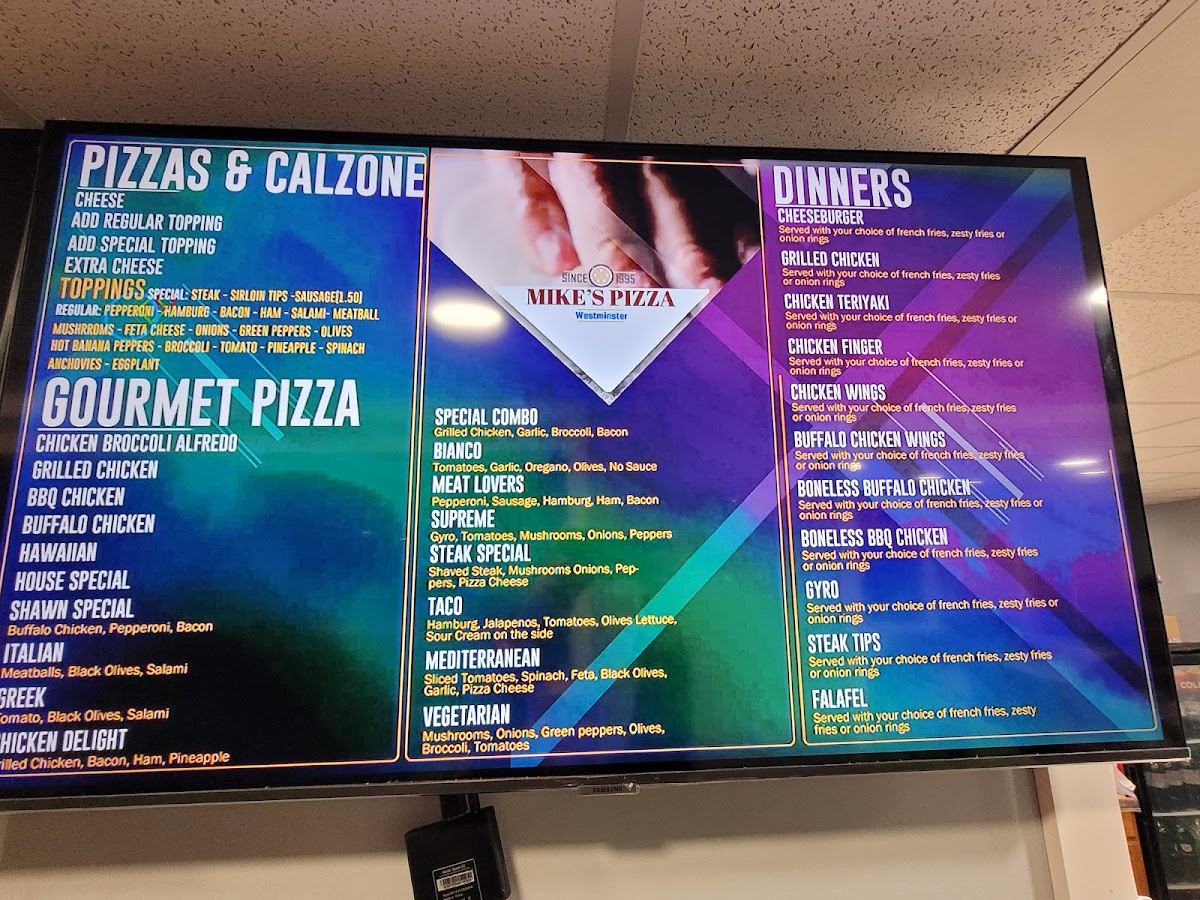 PIZZAS & CALZONE
CHEESE
ADD REGULAR TOPPING
ADD SPECIAL TOPPING
EXTRA CHEESE
TOPPINGS SPECIAL: STEAK - SIRLOIN TIPS -SAUSAGE(1.50)
REGULAR: PEPPERONI - HAMBURG - BACON - HAM - SALAMI- MEATBALL
MUSHRROMS - FETA CHEESE - ONIONS - GREEN PEPPERS - OLIVES
HOT BANANA PEPPERS - BROCCOLI - TOMATO - PINEAPPLE - SPINACH
ANCHOVIES - EGGPLANT
GOURMET PIZZA
CHICKEN BROCCOLI ALFREDO
GRILLED CHICKEN
BBQ CHICKEN
BUFFALO CHICKEN
HAWAIIAN
HOUSE SPECIAL
SHAWN SPECIAL
Buffalo Chicken, Pepperoni, Bacon
ITALIAN
Meatballs, Black Olives, Salami
GREEK
Tomato, Black Olives, Salami
CHICKEN DELIGHT
Grilled Chicken, Bacon, Ham, Pineapple
SINCE 1995
MIKE'S PIZZA
Westminster
SPECIAL COMBO
Grilled Chicken, Garlic, Broccoli, Bacon
BIANCO
Tomatoes, Garlic, Oregano, Olives, No Sauce
MEAT LOVERS
Pepperoni, Sausage, Hamburg, Ham, Bacon
SUPREME
Gyro, Tomatoes, Mushrooms, Onions, Peppers
STEAK SPECIAL
Shaved Steak, Mushrooms Onions, Pep-
pers, Pizza Cheese
TACO
Hamburg, Jalapenos, Tomatoes, Olives Lettuce,
Sour Cream on the side
MEDITERRANEAN
Sliced Tomatoes, Spinach, Feta, Black Olives,
Garlic, Pizza Cheese
VEGETARIAN
Mushrooms, Onions, Green peppers, Olives,
Broccoli, Tomatoes
DINNERS
CHEESEBURGER
Served with your choice of french fries, zesty fries or
onion rings
GRILLED CHICKEN
Served with your choice of french fries, zesty fries
or onion rings
CHICKEN TERIYAKI
Served with your choice of french fries, zesty fries or
onion rings
CHICKEN FINGER
Served with your choice of french fries, zesty fries or
onion rings
CHICKEN WINGS
Served with your choice of french fries, zesty fries
or onion rings
BUFFALO CHICKEN WINGS
Served with your choice of french fries, zesty fries
or onion rings
BONELESS BUFFALO CHICKEN
Served with your choice of french fries, zesty fries or
onion rings
BONELESS BBQ CHICKEN
Served with your choice of french fries, zesty fries
or onion rings
GYRO
Served with your choice of french fries, zesty fries or
onion rings
STEAK TIPS
Served with your choice of french fries, zesty fries
or onion rings
FALAFEL
Served with your choice of french fries, zesty
fries or onion rings
SAMSUNG